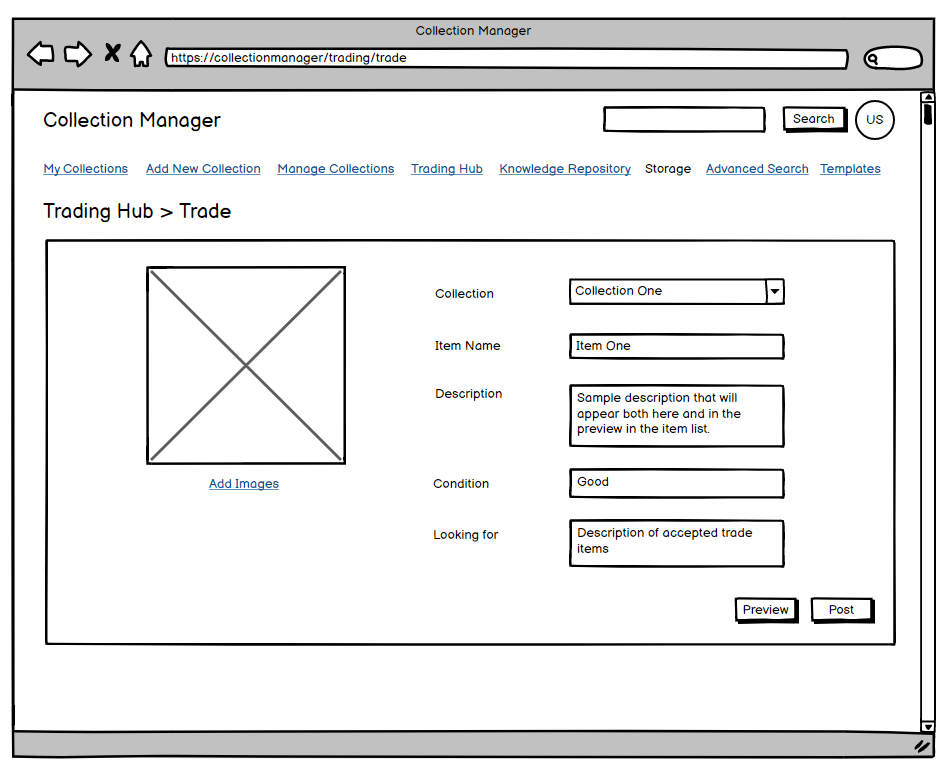 Collection Manager
https://collectionmanager/trading/trade
Collection Manager
Search
US
My Collections Add New Collection Manage Collections Trading Hub Knowledge Repository Storage Advanced Search Templates
Trading Hub > Trade
Collection
Collection One
Item Name
Item One
Description
Sample description that will
appear both here and in the
preview in the item list.
Add Images
Condition
Good
Looking for
Description of accepted trade
items
Preview
Post